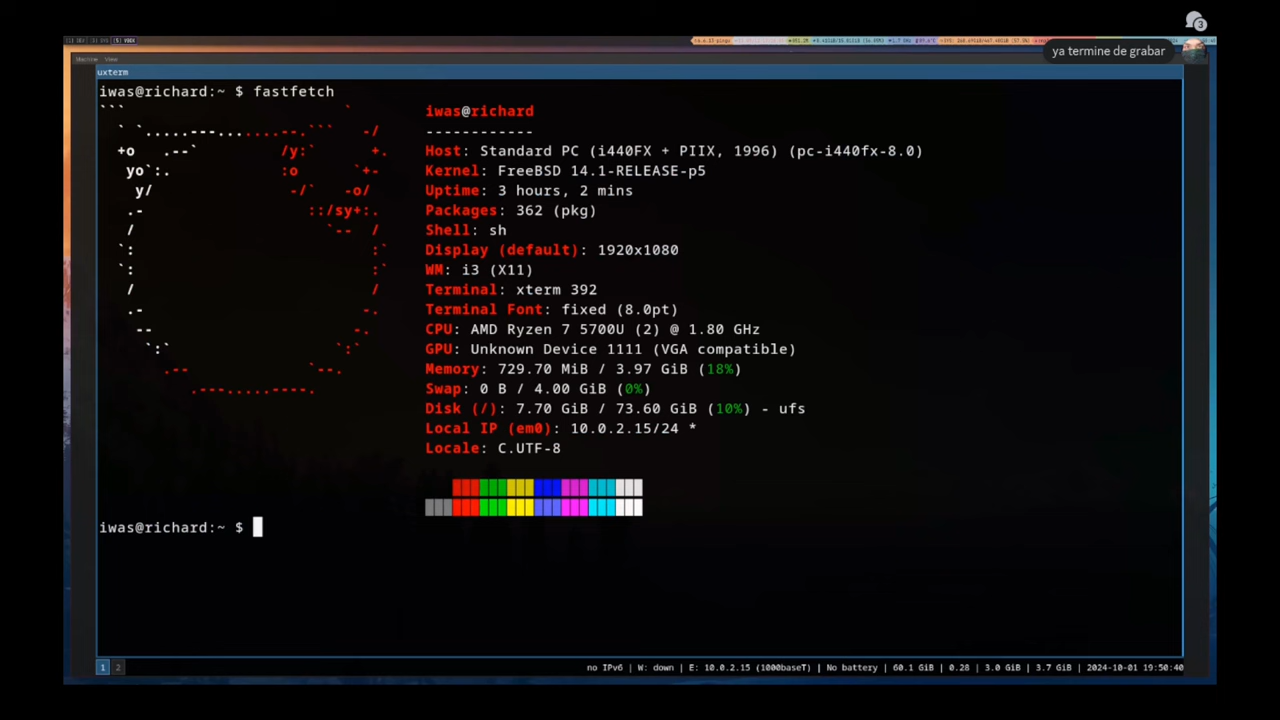 3
ya termine de grabar
Machine View
uxterm
iwas@richard:~ $ fastfetch
iwas@richard
------------
Host: Standard PC (i440FX + PIIX, 1996) (pc-i440fx-8.0)
Kernel: FreeBSD 14.1-RELEASE-p5
Uptime: 3 hours, 2 mins
Packages: 362 (pkg)
Shell: sh
Display (default): 1920x1080
WM: i3 (X11)
Terminal: xterm 392
Terminal Font: fixed (8.0pt)
CPU: AMD Ryzen 7 5700U (2) @ 1.80 GHz
GPU: Unknown Device 1111 (VGA compatible)
Memory: 729.70 MiB / 3.97 GiB (18%)
Swap: 0 B / 4.00 GiB (0%)
Disk (/): 7.70 GiB / 73.60 GiB (10%) - ufs
Local IP (em0): 10.0.2.15/24 *
Locale: C.UTF-8
iwas@richard:~ $
1 2 no IPv6 | W: down | E: 10.0.2.15 (1000baseT) | No battery | 60.1 GiB | 0.28 | 3.0 GiB | 3.7 GiB | 2024-10-01 19:50:40